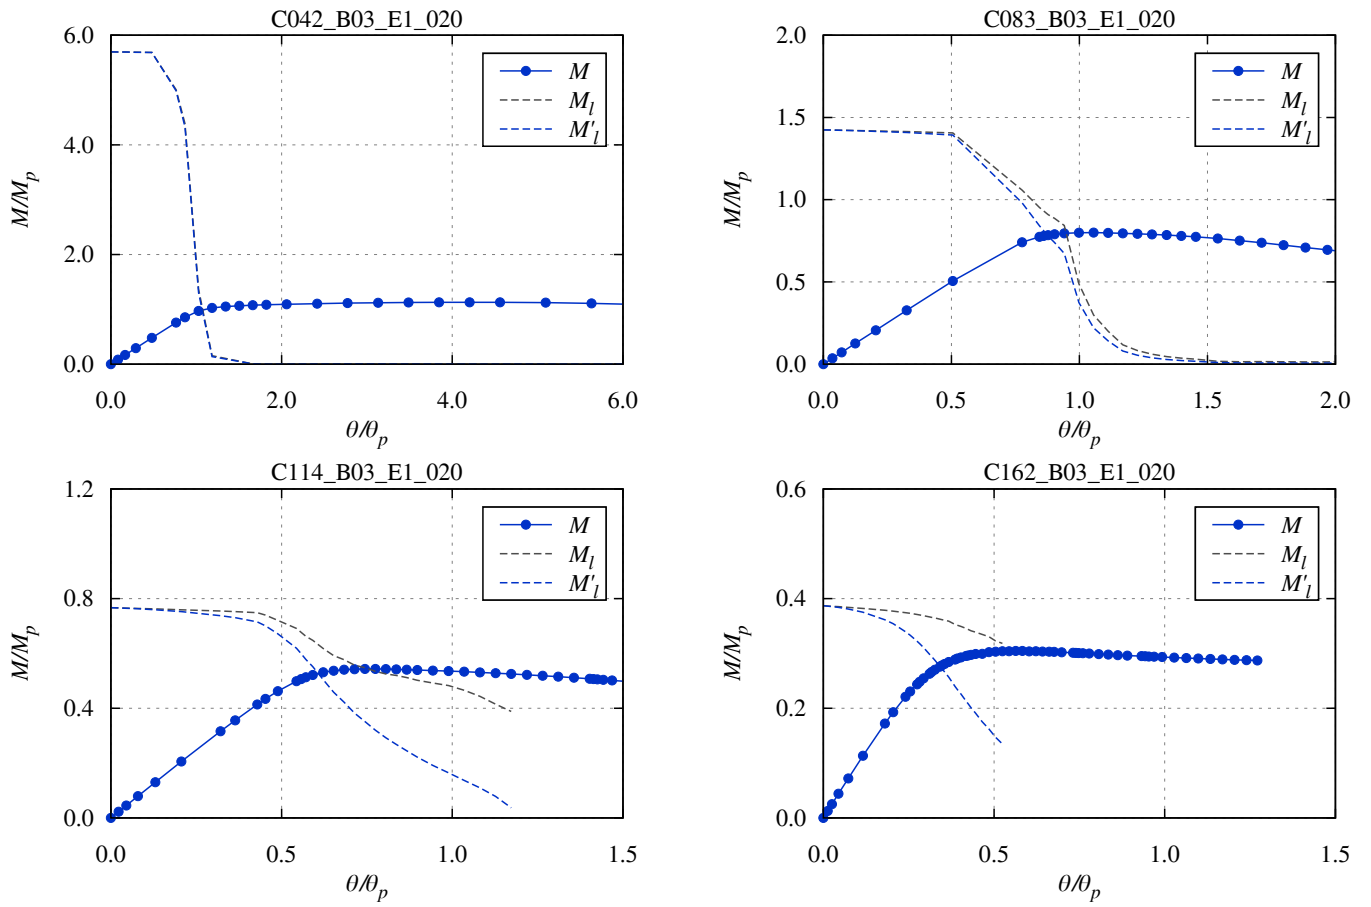 C042_B03_E1_020
6.0
4.0
2.0
0.0
0.0 2.0 4.0 6.0
M/M_p
θ/θ_p
M
M_l
M'_l
C083_B03_E1_020
2.0
1.5
1.0
0.5
0.0
0.0 0.5 1.0 1.5 2.0
M/M_p
θ/θ_p
M
M_l
M'_l
C114_B03_E1_020
1.2
0.8
0.4
0.0
0.0 0.5 1.0 1.5
M/M_p
θ/θ_p
M
M_l
M'_l
C162_B03_E1_020
0.6
0.4
0.2
0.0
0.0 0.5 1.0 1.5
M/M_p
θ/θ_p
M
M_l
M'_l